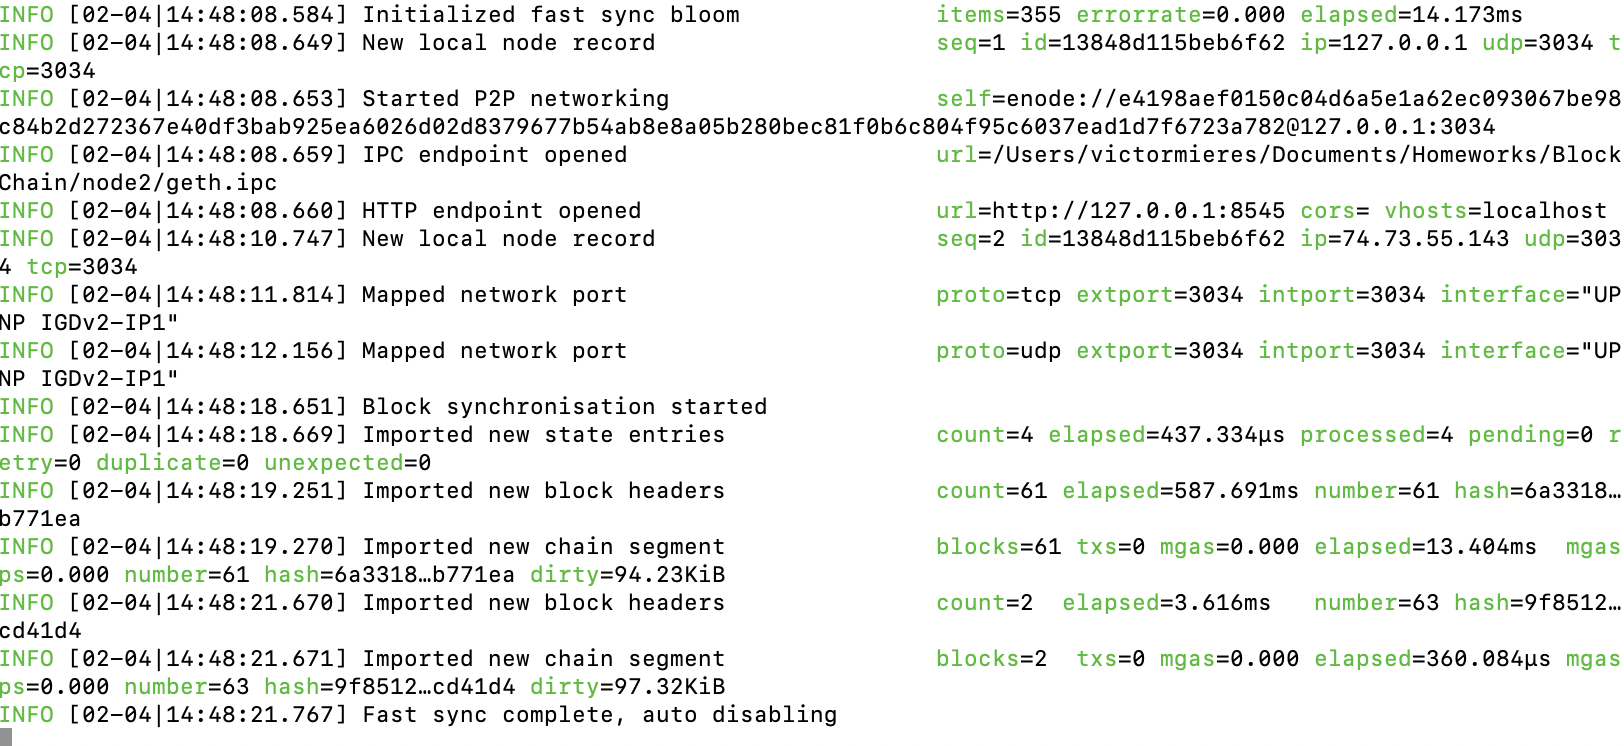 INFO [02-04|14:48:08.584] Initialized fast sync bloom               items=355 errorrate=0.000 elapsed=14.173ms
INFO [02-04|14:48:08.649] New local node record                    seq=1 id=13848d115beb6f62 ip=127.0.0.1 udp=3034 t
cp=3034
INFO [02-04|14:48:08.653] Started P2P networking                   self=enode://e4198aef0150c04d6a5e1a62ec093067be98
c84b2d272367e40df3bab925ea6026d02d8379677b54ab8e8a05b280bec81f0b6c804f95c6037ead1d7f6723a782@127.0.0.1:3034
INFO [02-04|14:48:08.659] IPC endpoint opened                      url=/Users/victormieres/Documents/Homeworks/Block
Chain/node2/geth.ipc
INFO [02-04|14:48:08.660] HTTP endpoint opened                     url=http://127.0.0.1:8545 cors= vhosts=localhost
INFO [02-04|14:48:10.747] New local node record                    seq=2 id=13848d115beb6f62 ip=74.73.55.143 udp=303
4 tcp=3034
INFO [02-04|14:48:11.814] Mapped network port                      proto=tcp extport=3034 intport=3034 interface="UP
NP IGDv2-IP1"
INFO [02-04|14:48:12.156] Mapped network port                      proto=udp extport=3034 intport=3034 interface="UP
NP IGDv2-IP1"
INFO [02-04|14:48:18.651] Block synchronisation started
INFO [02-04|14:48:18.669] Imported new state entries               count=4 elapsed=437.334µs processed=4 pending=0 r
etry=0 duplicate=0 unexpected=0
INFO [02-04|14:48:19.251] Imported new block headers               count=61 elapsed=587.691ms number=61 hash=6a3318…
b771ea
INFO [02-04|14:48:19.270] Imported new chain segment               blocks=61 txs=0 mgas=0.000 elapsed=13.404ms  mgas
ps=0.000 number=61 hash=6a3318…b771ea dirty=94.23KiB
INFO [02-04|14:48:21.670] Imported new block headers               count=2  elapsed=3.616ms   number=63 hash=9f8512…
cd41d4
INFO [02-04|14:48:21.671] Imported new chain segment               blocks=2  txs=0 mgas=0.000 elapsed=360.084µs mgas
ps=0.000 number=63 hash=9f8512…cd41d4 dirty=97.32KiB
INFO [02-04|14:48:21.767] Fast sync complete, auto disabling